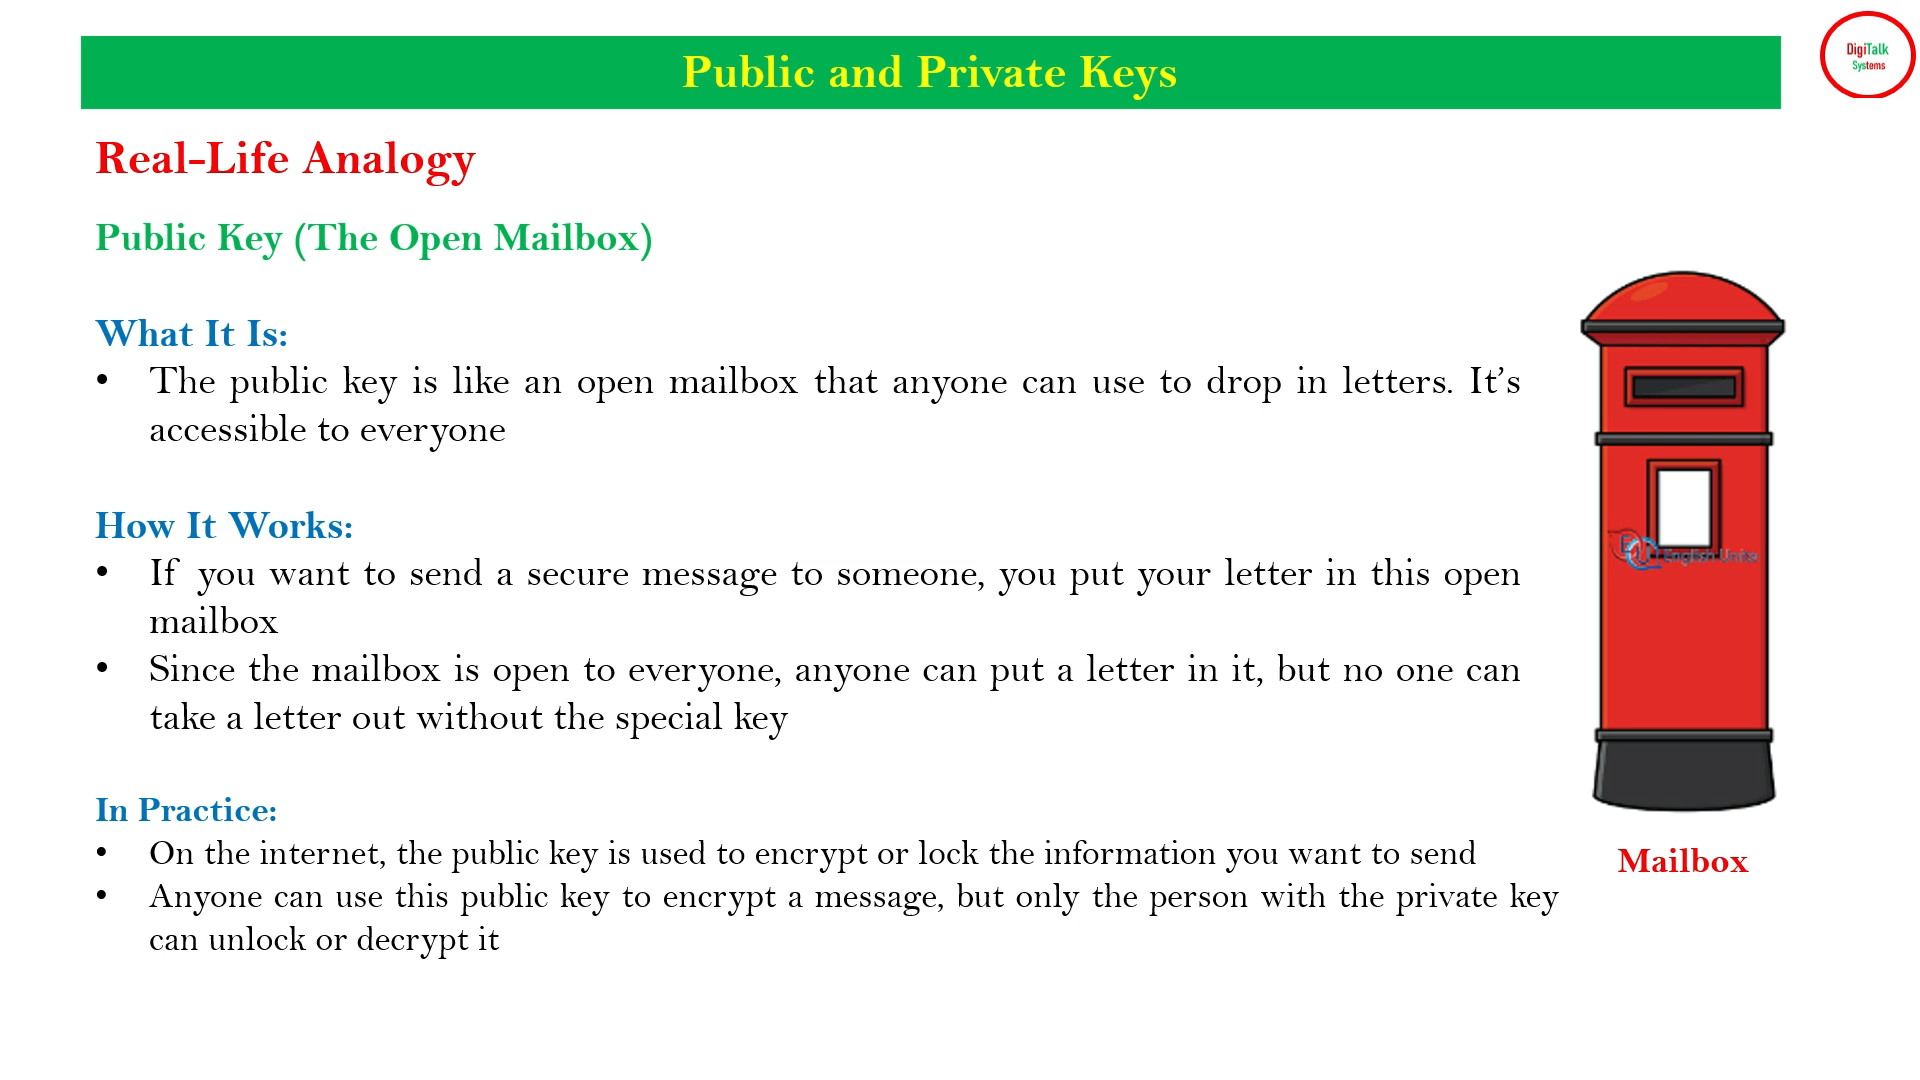 Public and Private Keys
DigiTalk
Systems
Real-Life Analogy
Public Key (The Open Mailbox)
What It Is:
• The public key is like an open mailbox that anyone can use to drop in letters. It’s
accessible to everyone
How It Works:
• If you want to send a secure message to someone, you put your letter in this open
mailbox
• Since the mailbox is open to everyone, anyone can put a letter in it, but no one can
take a letter out without the special key
EU English Unite
In Practice:
• On the internet, the public key is used to encrypt or lock the information you want to send
• Anyone can use this public key to encrypt a message, but only the person with the private key
can unlock or decrypt it
Mailbox